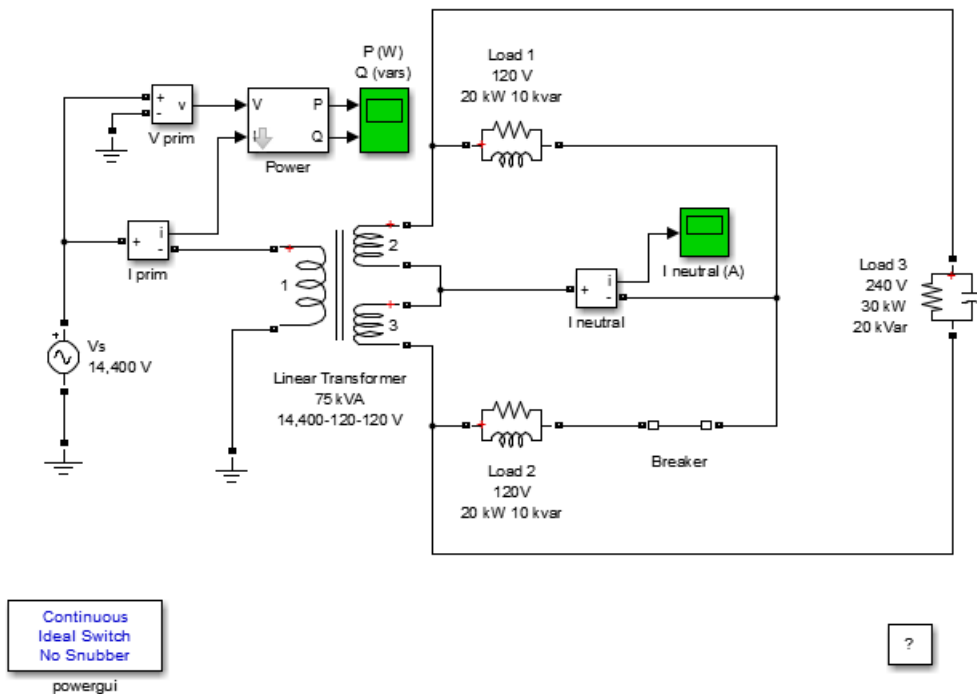 P (W)
Q (vars)
+
-
v
V prim
V
I
P
Q
Power
Load 1
120 V
20 kW 10 kvar
+
i
-
I prim
1
2
3
Linear Transformer
75 kVA
14,400-120-120 V
+
Vs
14,400 V
I neutral (A)
+
i
-
I neutral
Load 3
240 V
30 kW
20 kVar
Load 2
120V
20 kW 10 kvar
Breaker
Continuous
Ideal Switch
No Snubber
powergui
?